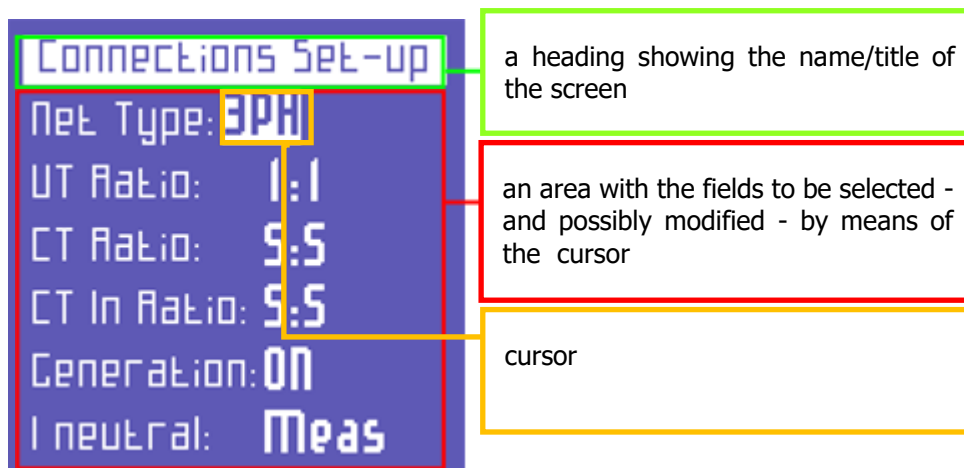 Connections Set-up
Net Type: 3PH
VT Ratio: 1:1
CT Ratio: 5:5
CT In Ratio: 5:5
Generation: ON
I neutral: Meas
a heading showing the name/title of
the screen
an area with the fields to be selected -
and possibly modified - by means of
the cursor
cursor